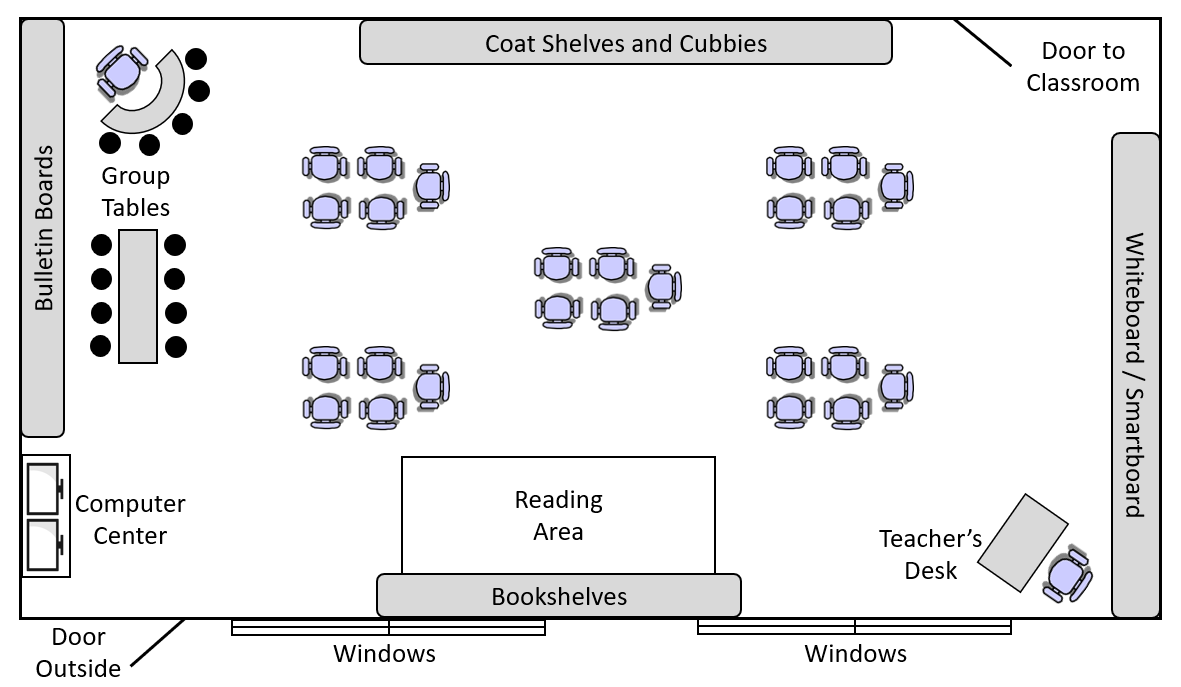 Coat Shelves and Cubbies
Door to
Classroom
Bulletin Boards
Group
Tables
Whiteboard / Smartboard
Reading
Area
Computer
Center
Teacher’s
Desk
Bookshelves
Door
Outside
Windows
Windows